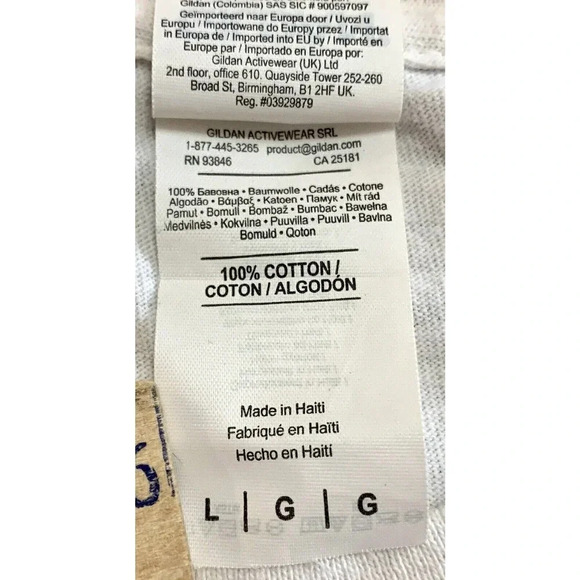 Gildan (Colombia) SAS SIC # 900597097
Geïmporteerd naar Europa door / Uvozi u
Europu / Importowane do Europy przez / Importat
in Europa de / Imported into EU by / Importé en
Europe par / Importado en Europa por:
Gildan Activewear (UK) Ltd
2nd floor, office 610. Quayside Tower 252-260
Broad St, Birmingham, B1 2HF UK.
Reg. #03929879
GILDAN ACTIVEWEAR SRL
1-877-445-3265 product@gildan.com
RN 93846 CA 25181
100% Бавовна • Baumwolle • Cadás • Cotone
Algodão • Βάμβαξ • Katoen • Памук • Mít rád
Pamut • Bomull • Bombaž • Bumbac • Bawełna
Medvilnės • Kokvilna • Puuvilla • Puuvill • Bavlna
Bomuld • Qoton
100% COTTON /
COTON / ALGODÓN
Made in Haiti
Fabriqué en Haïti
Hecho en Haiti
L | G | G